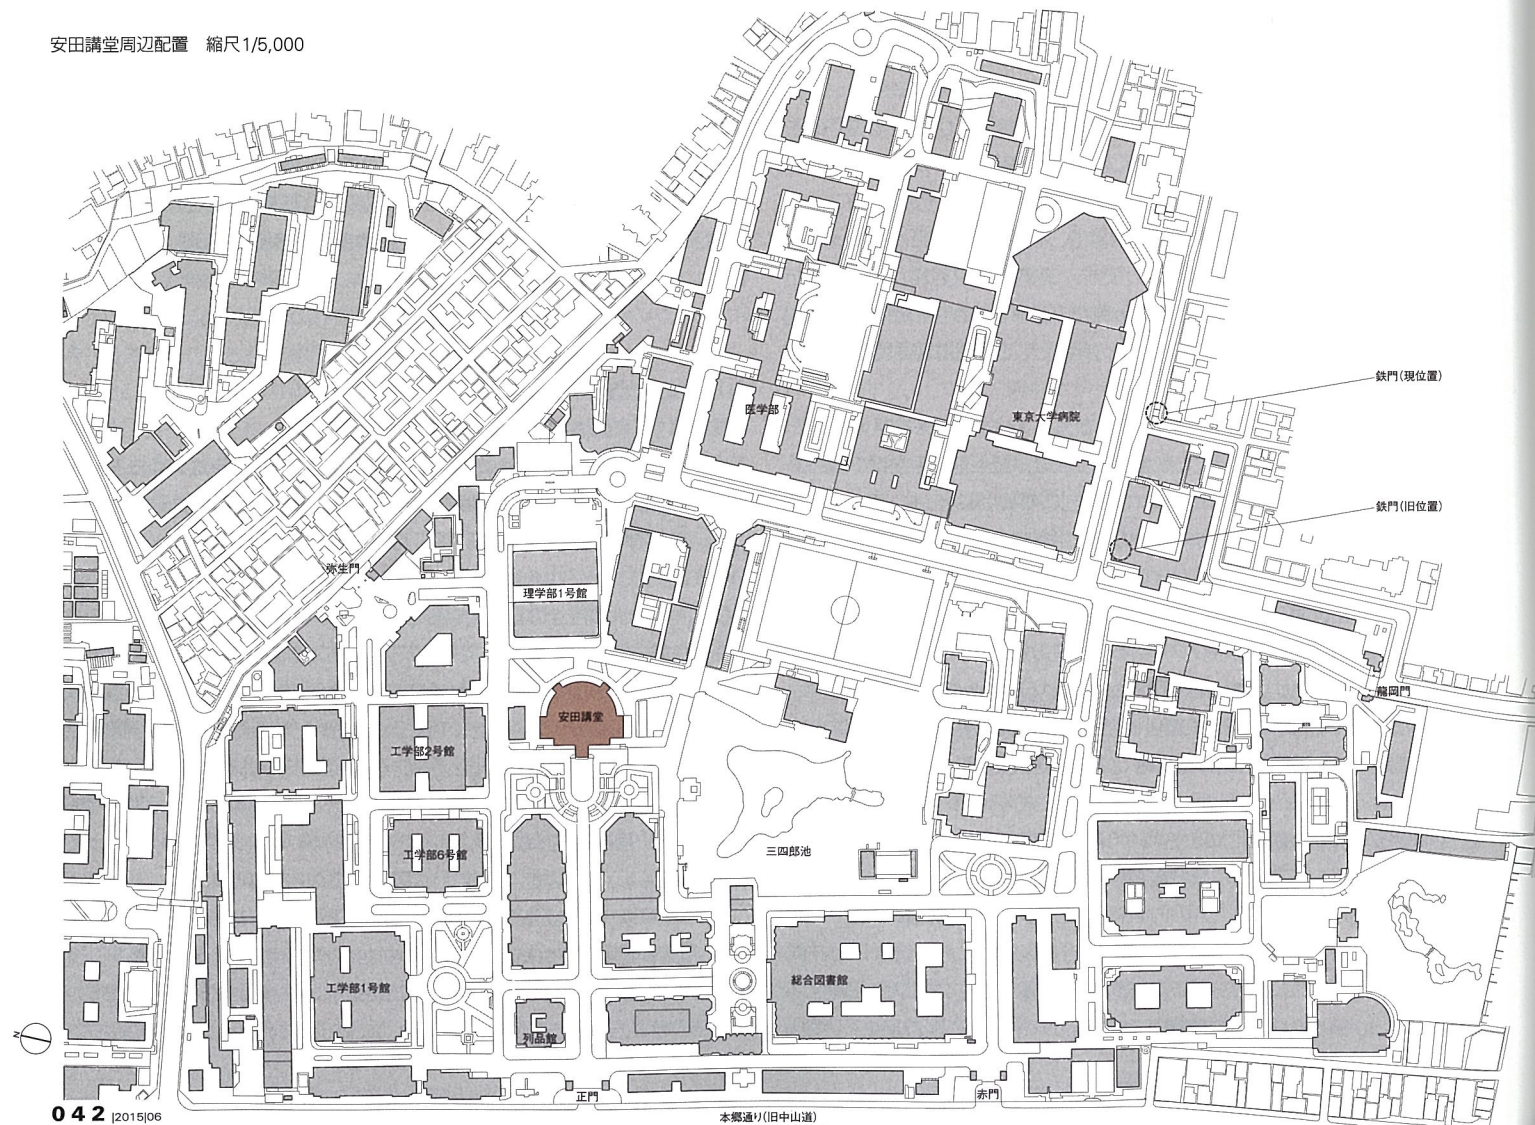 安田講堂周辺配置　縮尺1/5,000
鉄門(現位置)
医学部
東京大学病院
鉄門(旧位置)
弥生門
理学部1号館
龍岡門
安田講堂
工学部2号館
三四郎池
工学部6号館
総合図書館
工学部1号館
列品館
N
正門
赤門
042 |2015|06
本郷通り(旧中山道)